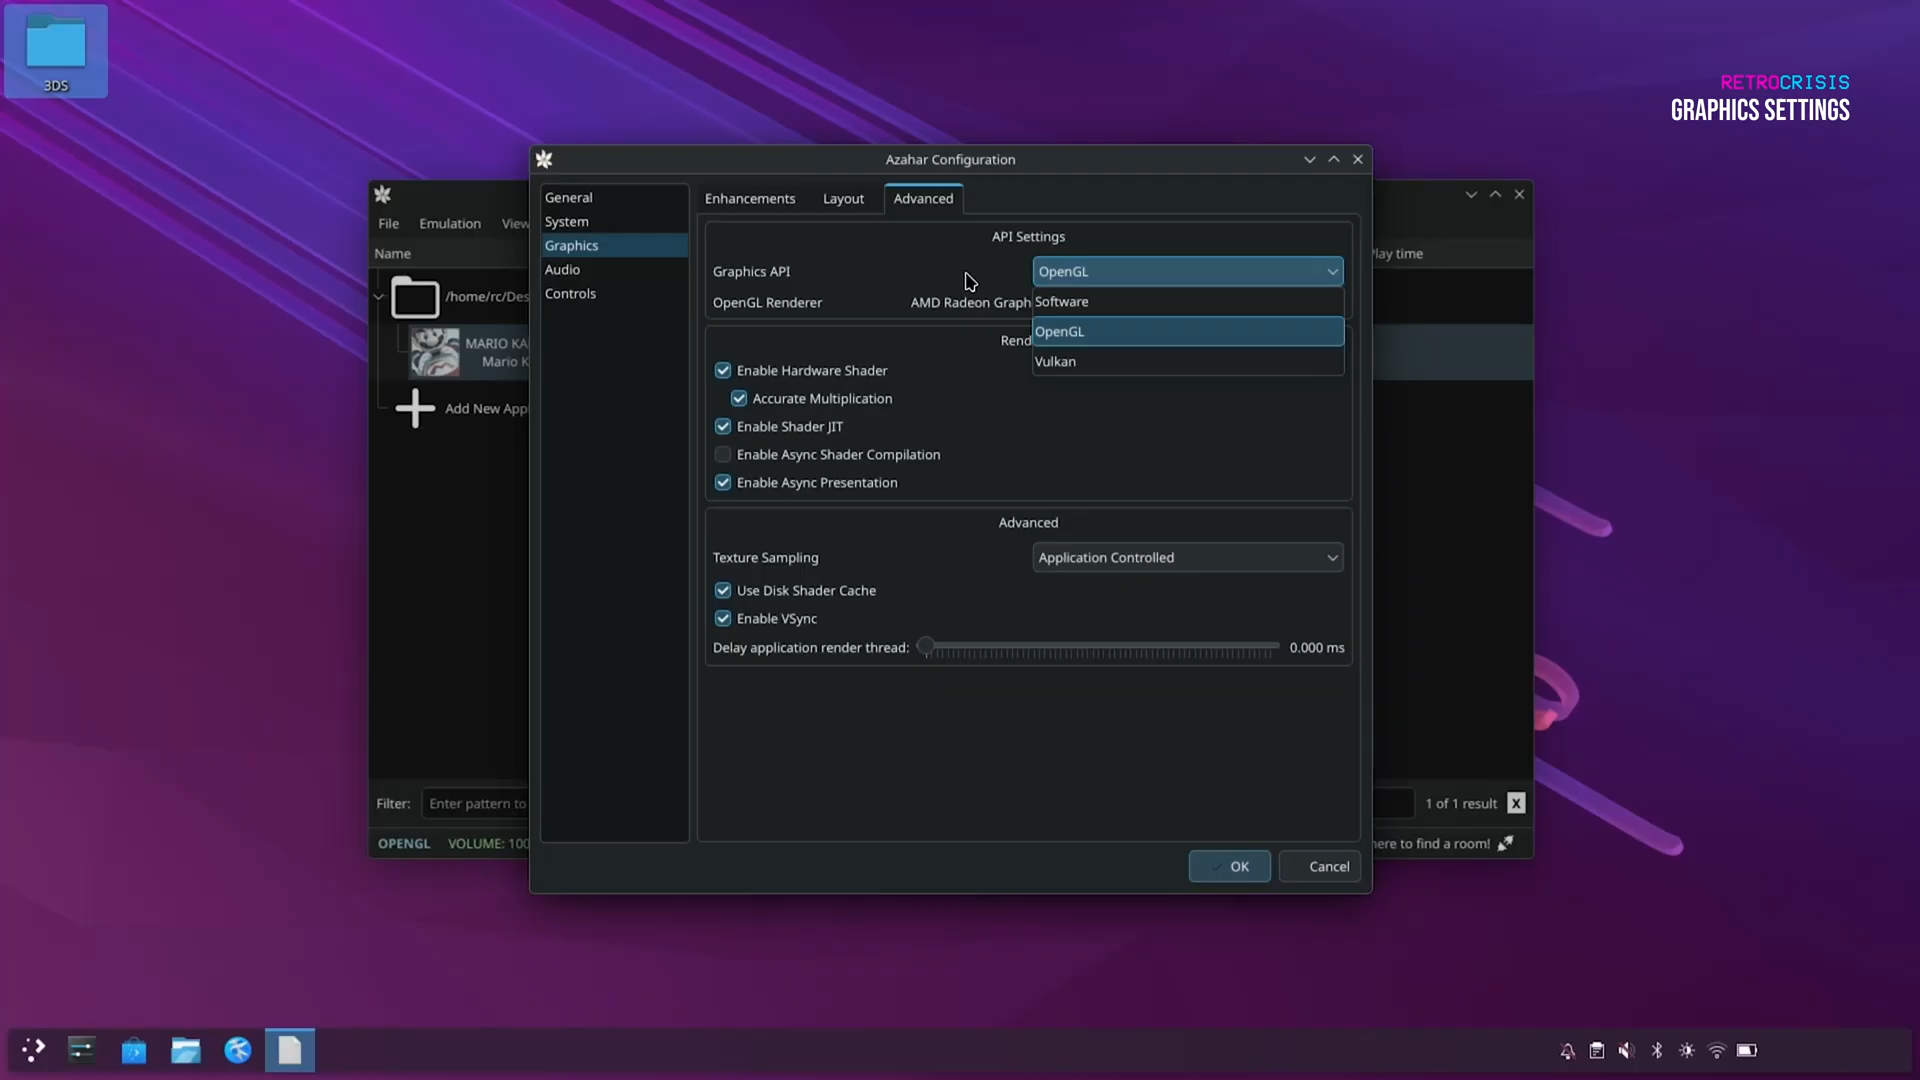 3DS
RETROCRISIS
GRAPHICS SETTINGS
Azahar Configuration
File Emulation View
Name
Play time
/home/rc/Des
MARIO KA
Mario K
Add New App
General
System
Graphics
Audio
Controls
Enhancements Layout Advanced
API Settings
Graphics API OpenGL
OpenGL Renderer AMD Radeon Graph
Software
OpenGL
Vulkan
Rend
Enable Hardware Shader
Accurate Multiplication
Enable Shader JIT
Enable Async Shader Compilation
Enable Async Presentation
Advanced
Texture Sampling Application Controlled
Use Disk Shader Cache
Enable VSync
Delay application render thread: 0.000 ms
Filter: Enter pattern to
1 of 1 result X
OPENGL VOLUME: 100
here to find a room!
OK Cancel